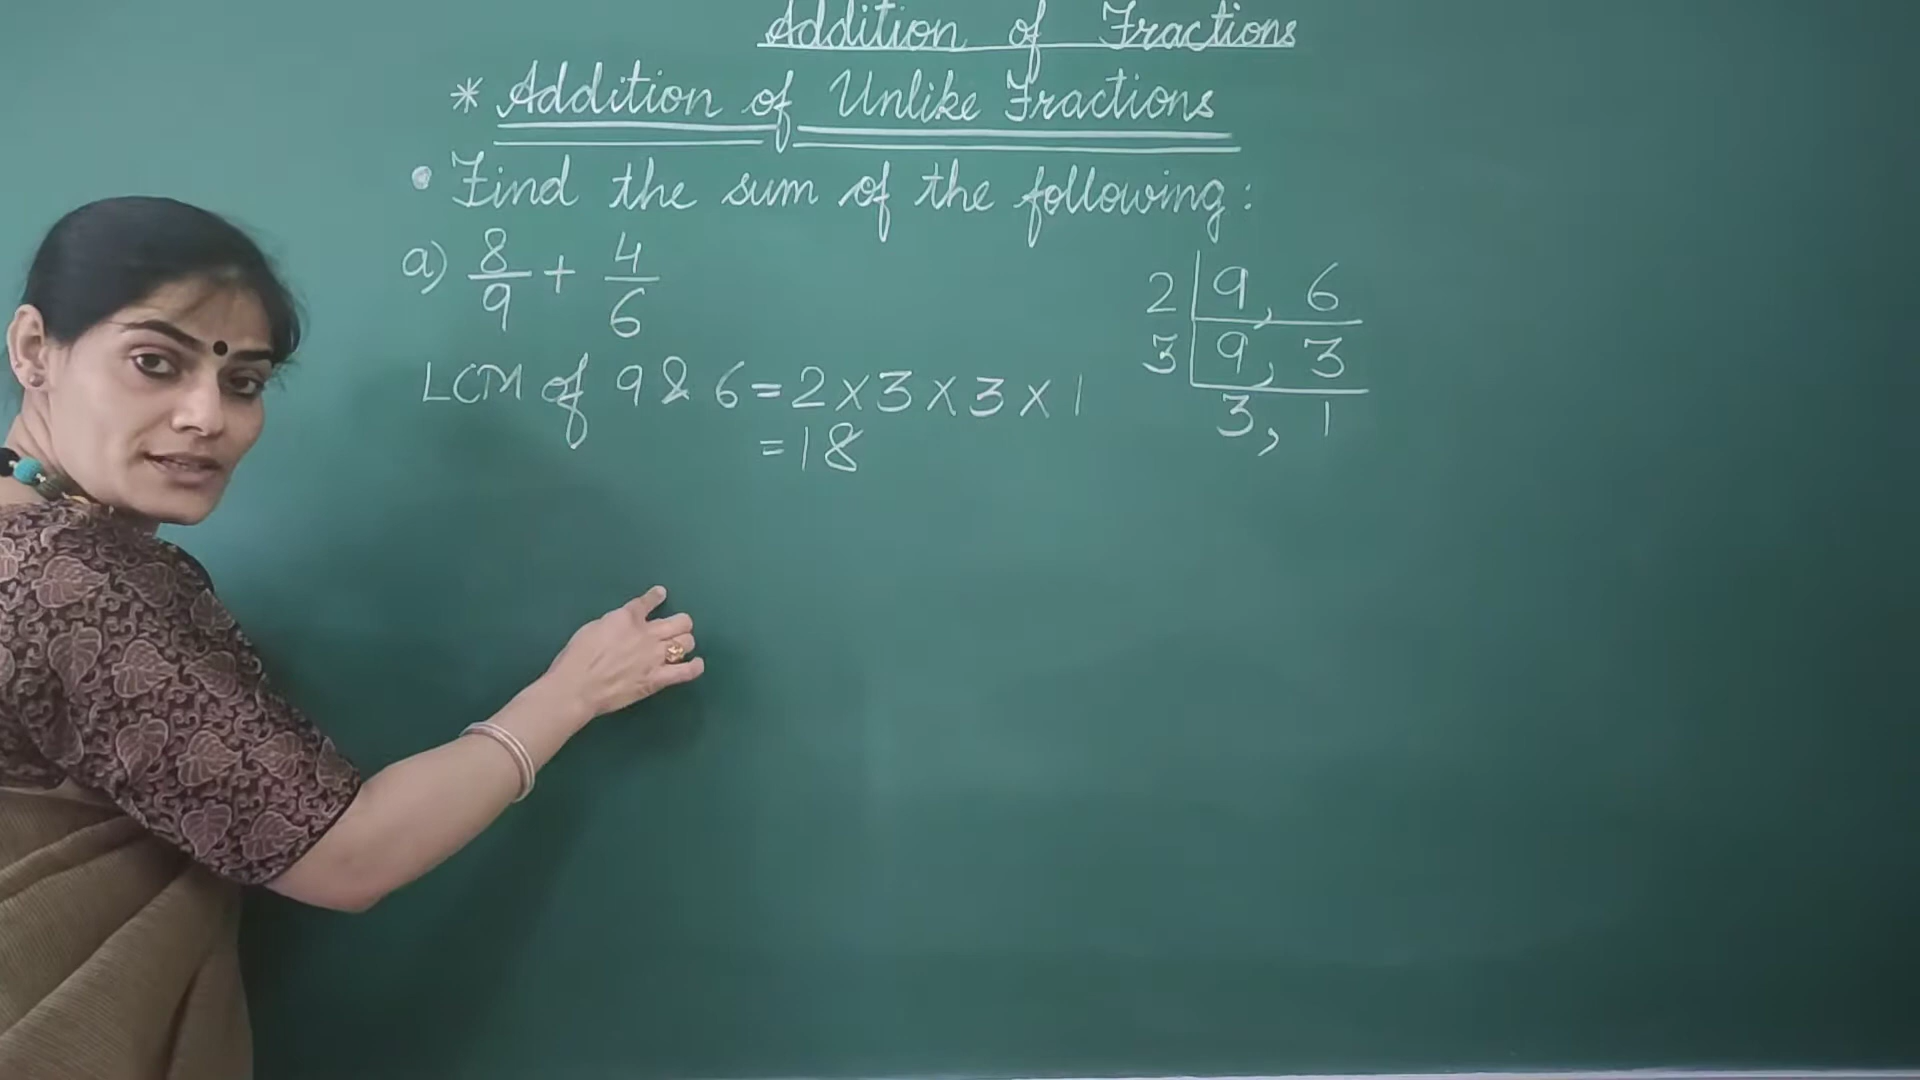 Addition of Fractions
* Addition of Unlike Fractions
• Find the sum of the following:
a) 8/9 + 4/6
LCM of 9 & 6 = 2 × 3 × 3 × 1
= 18
2 | 9, 6
3 | 9, 3
3, 1